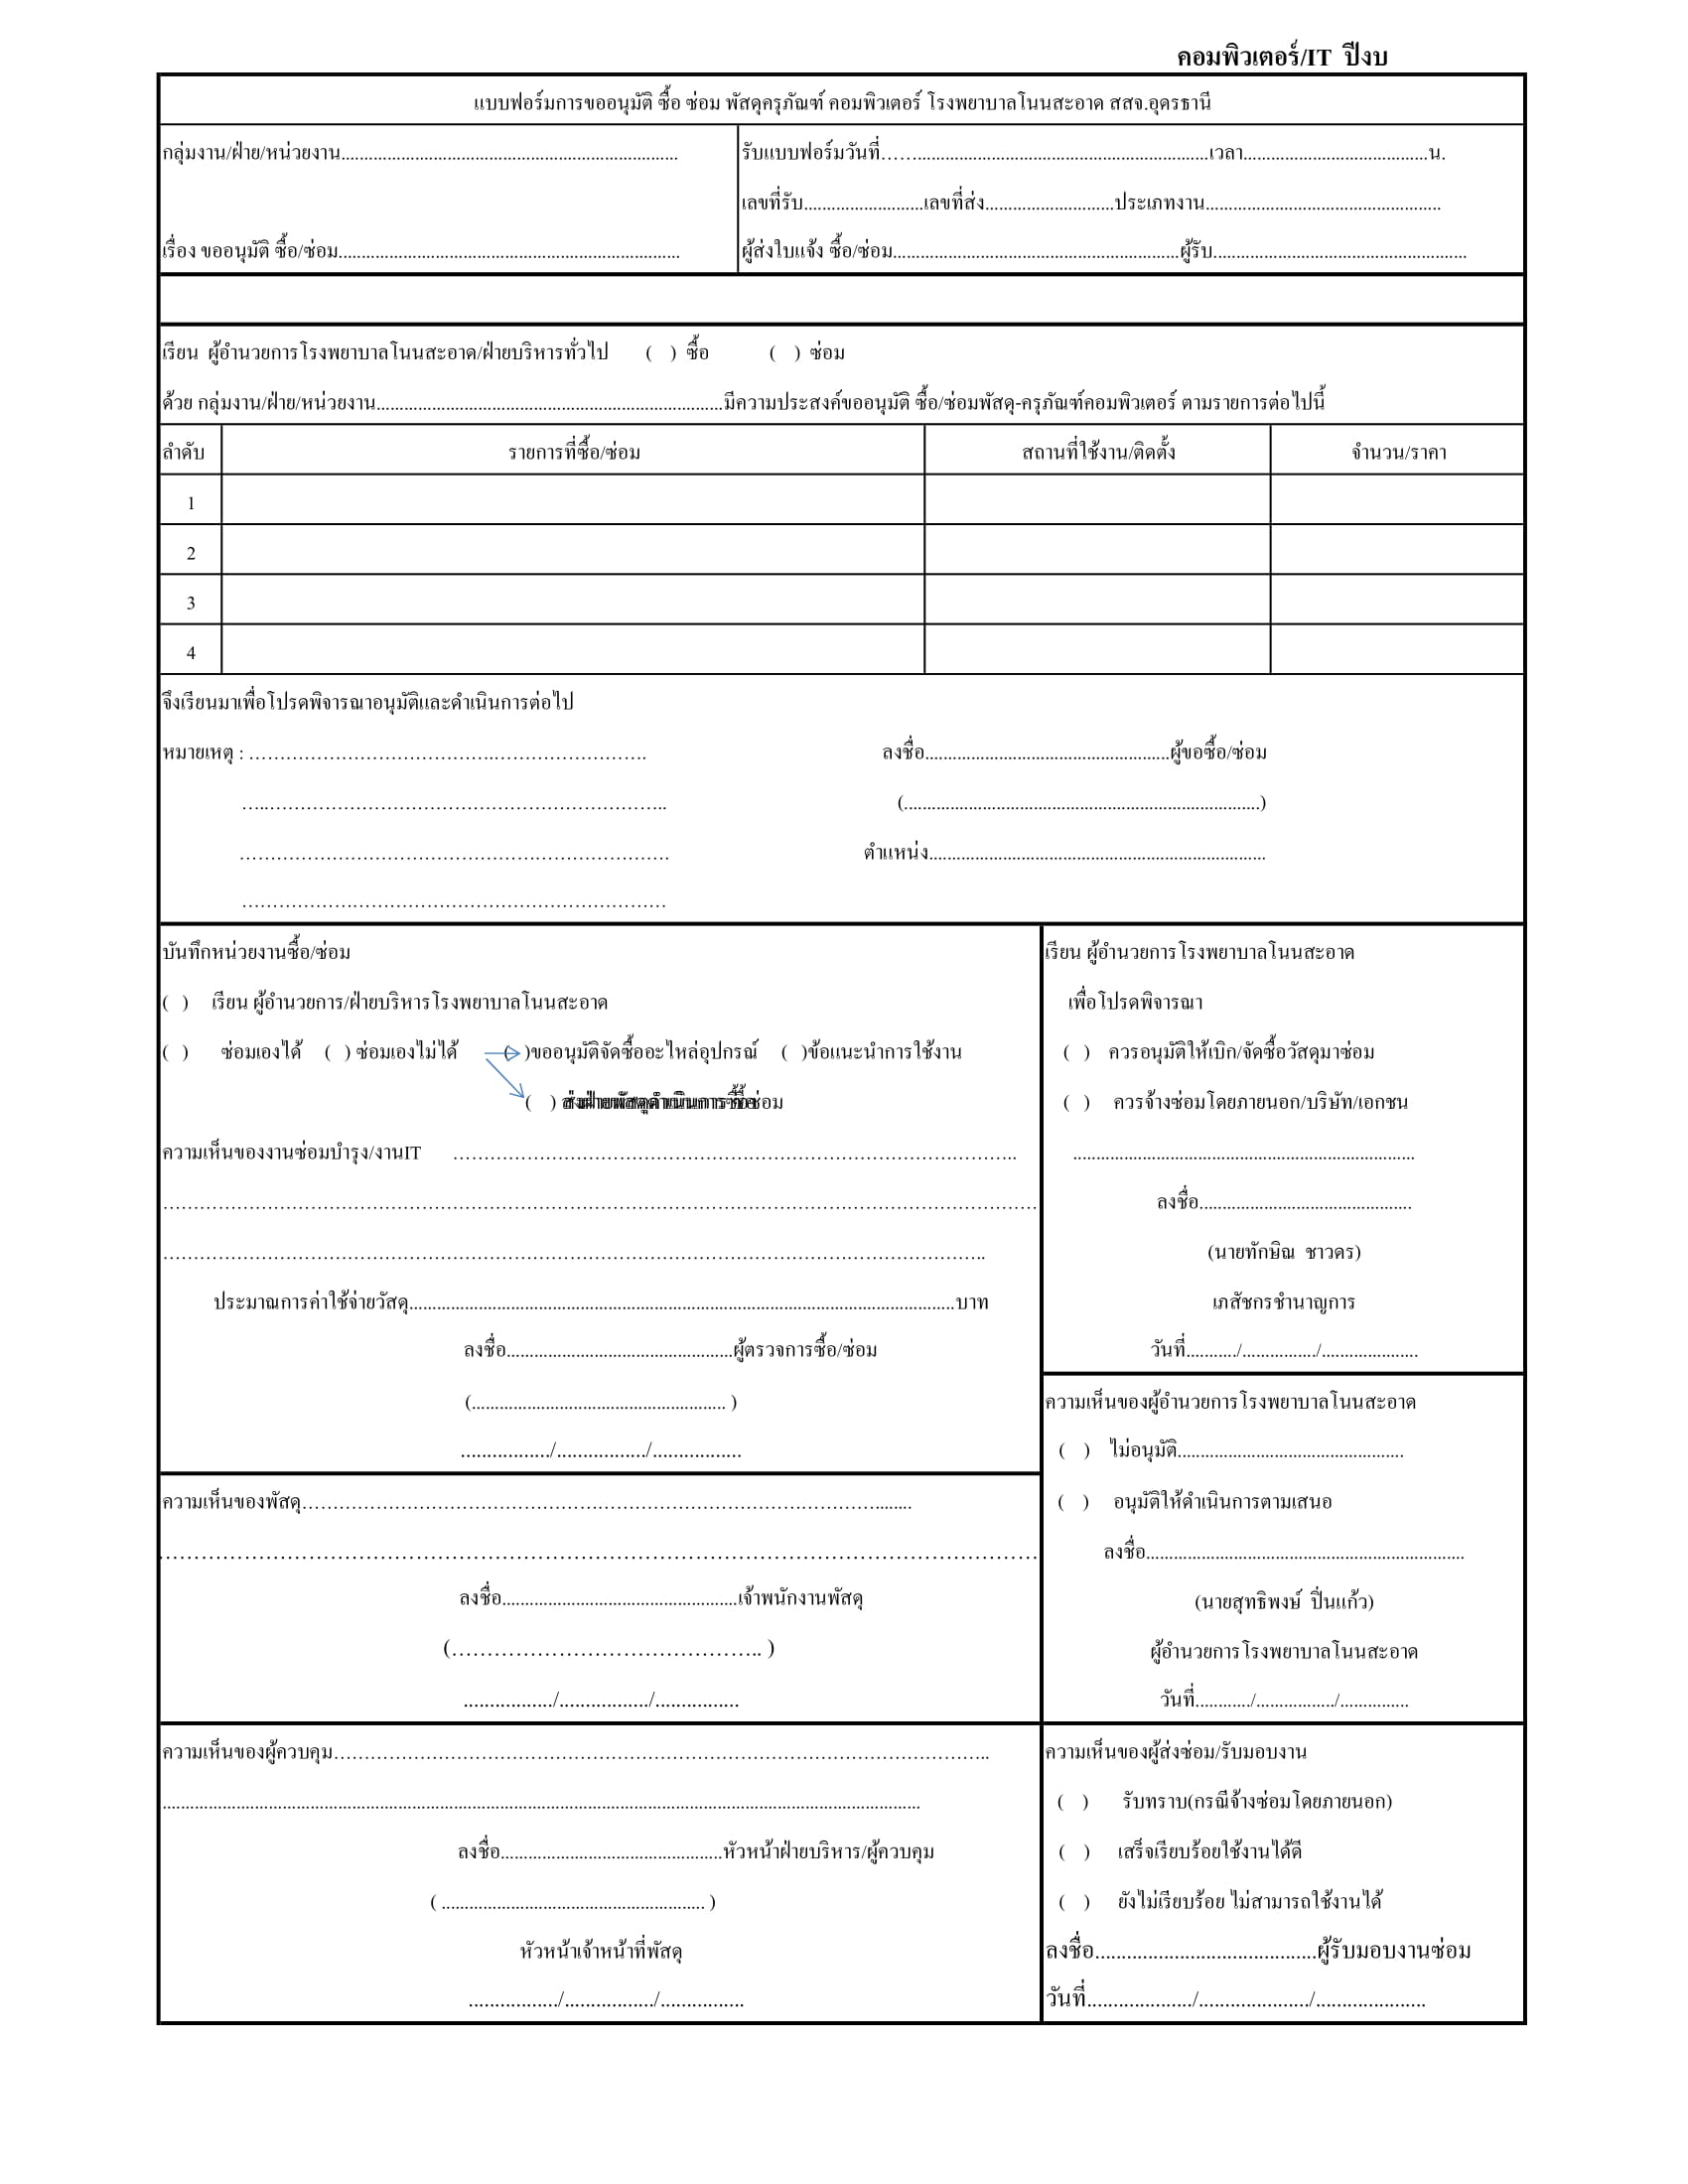 คอมพิวเตอร์/IT ปีงบ
แบบฟอร์มการขออนุมัติ ซื้อ ซ่อม พัสดุครุภัณฑ์ คอมพิวเตอร์ โรงพยาบาลโนนสะอาด สสจ.อุดรธานี
กลุ่มงาน/ฝ่าย/หน่วยงาน.........................................................................
รับแบบฟอร์มวันที่…….................................................................เวลา........................................น.
เลขที่รับ..........................เลขที่ส่ง............................ประเภทงาน...................................................
เรื่อง ขออนุมัติ ซื้อ/ซ่อม..........................................................................
ผู้ส่งใบแจ้ง ซื้อ/ซ่อม..............................................................ผู้รับ.......................................................
เรียน ผู้อำนวยการโรงพยาบาลโนนสะอาด/ฝ่ายบริหารทั่วไป ( ) ซื้อ ( ) ซ่อม
ด้วย กลุ่มงาน/ฝ่าย/หน่วยงาน...........................................................................มีความประสงค์ขออนุมัติ ซื้อ/ซ่อมพัสดุ-ครุภัณฑ์คอมพิวเตอร์ ตามรายการต่อไปนี้
ลำดับ รายการที่ซื้อ/ซ่อม สถานที่ใช้งาน/ติดตั้ง จำนวน/ราคา
1
2
3
4
จึงเรียนมาเพื่อโปรดพิจารณาอนุมัติและดำเนินการต่อไป
หมายเหตุ : ………………………………….……………………. ลงชื่อ.....................................................ผู้ขอซื้อ/ซ่อม
…..……………………………………………………….. (.............................................................................)
……………………………………………………………. ตำแหน่ง.........................................................................
……………………………………………………………
บันทึกหน่วยงานซื้อ/ซ่อม
( ) เรียน ผู้อำนวยการ/ฝ่ายบริหารโรงพยาบาลโนนสะอาด
( ) ซ่อมเองได้ ( ) ซ่อมเองไม่ได้ ( )ขออนุมัติจัดซื้ออะไหล่อุปกรณ์ ( )ข้อแนะนำการใช้งาน
( ) ซ่อม
ความเห็นของงานซ่อมบำรุง/งานIT ………………………………………………………………………………..
……………………………………………………………………………………………………………………………
……………………………………………………………………………………………………………………..
ประมาณการค่าใช้จ่ายวัสดุ......................................................................................................................บาท
ลงชื่อ.................................................ผู้ตรวจการซื้อ/ซ่อม
(....................................................... )
................./................./.................
เรียน ผู้อำนวยการโรงพยาบาลโนนสะอาด
เพื่อโปรดพิจารณา
( ) ควรอนุมัติให้เบิก/จัดซื้อวัสดุมาซ่อม
( ) ควรจ้างซ่อมโดยภายนอก/บริษัท/เอกชน
..........................................................................
ลงชื่อ..............................................
(นายทักษิณ ชาวดร)
เภสัชกรชำนาญการ
วันที่.........../................/.....................
ความเห็นของผู้อำนวยการโรงพยาบาลโนนสะอาด
( ) ไม่อนุมัติ.................................................
( ) อนุมัติให้ดำเนินการตามเสนอ
ลงชื่อ.....................................................................
(นายสุทธิพงษ์ ปิ่นแก้ว)
ผู้อำนวยการโรงพยาบาลโนนสะอาด
วันที่............/................./...............
ความเห็นของพัสดุ…………………………………………………………………………………........
……………………………………………………………………………………………………………
ลงชื่อ...................................................เจ้าพนักงานพัสดุ
(…………………………………….. )
................./................./................
ความเห็นของผู้ควบคุม……………………………………………………………………………………………..
....................................................................................................................................................................
ลงชื่อ................................................หัวหน้าฝ่ายบริหาร/ผู้ควบคุม
( ......................................................... )
หัวหน้าเจ้าหน้าที่พัสดุ
................./................./................
ความเห็นของผู้ส่งซ่อม/รับมอบงาน
( ) รับทราบ(กรณีจ้างซ่อมโดยภายนอก)
( ) เสร็จเรียบร้อยใช้งานได้ดี
( ) ยังไม่เรียบร้อย ไม่สามารถใช้งานได้
ลงชื่อ..........................................ผู้รับมอบงานซ่อม
วันที่..................../...................../.....................